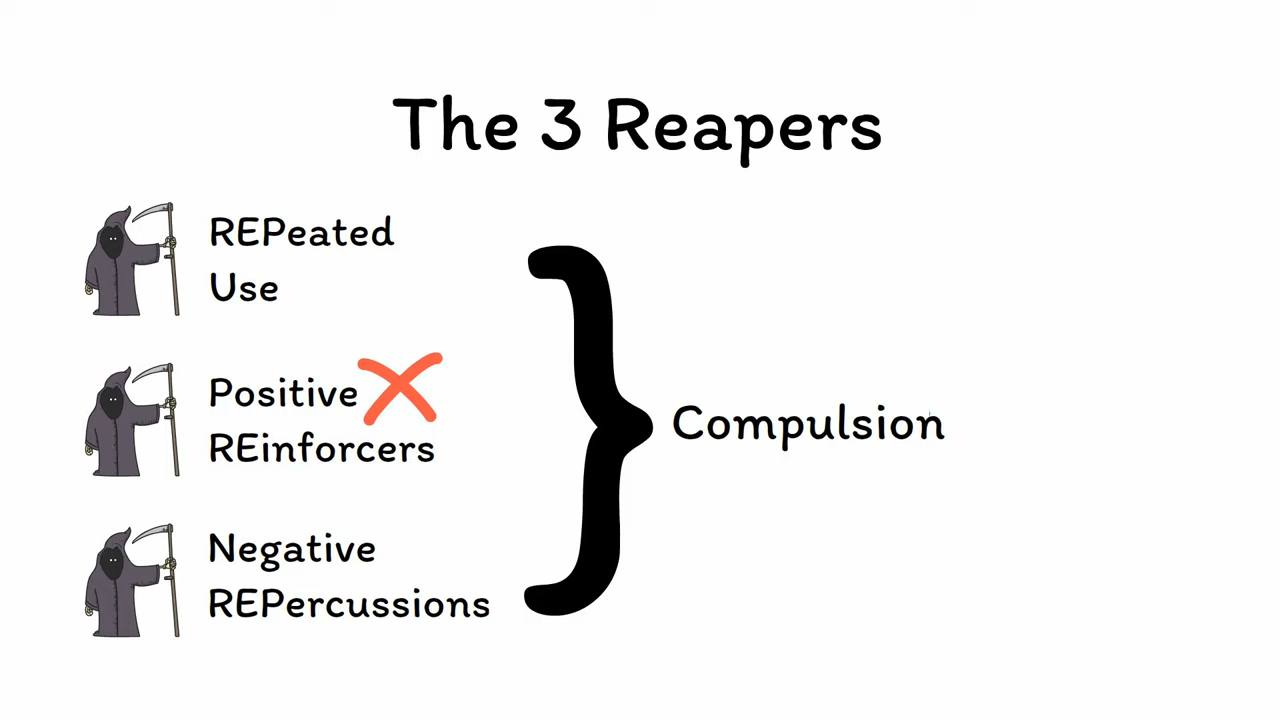 The 3 Reapers
REPeated
Use
Positive
REinforcers
Negative
REPercussions
Compulsion